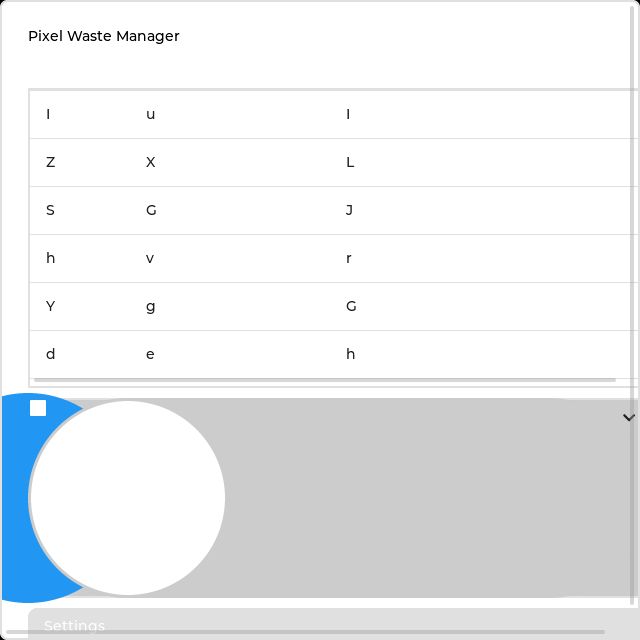 Pixel Waste Manager
I u I
Z X L
S G J
h v r
Y g G
d e h
Settings